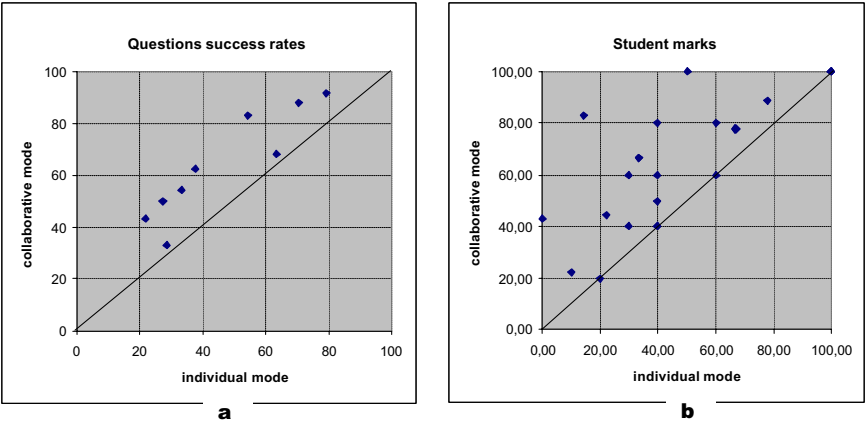 Questions success rates
100
80
60
40
20
0
0 20 40 60 80 100
collaborative mode
individual mode
a
Student marks
100,00
80,00
60,00
40,00
20,00
0,00
0,00 20,00 40,00 60,00 80,00 100,00
collaborative mode
individual mode
b